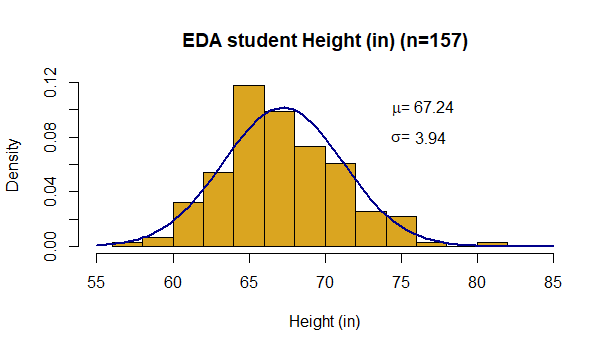 EDA student Height (in) (n=157)
μ= 67.24
σ= 3.94
Density
0.12
0.08
0.04
0.00
55 60 65 70 75 80 85
Height (in)